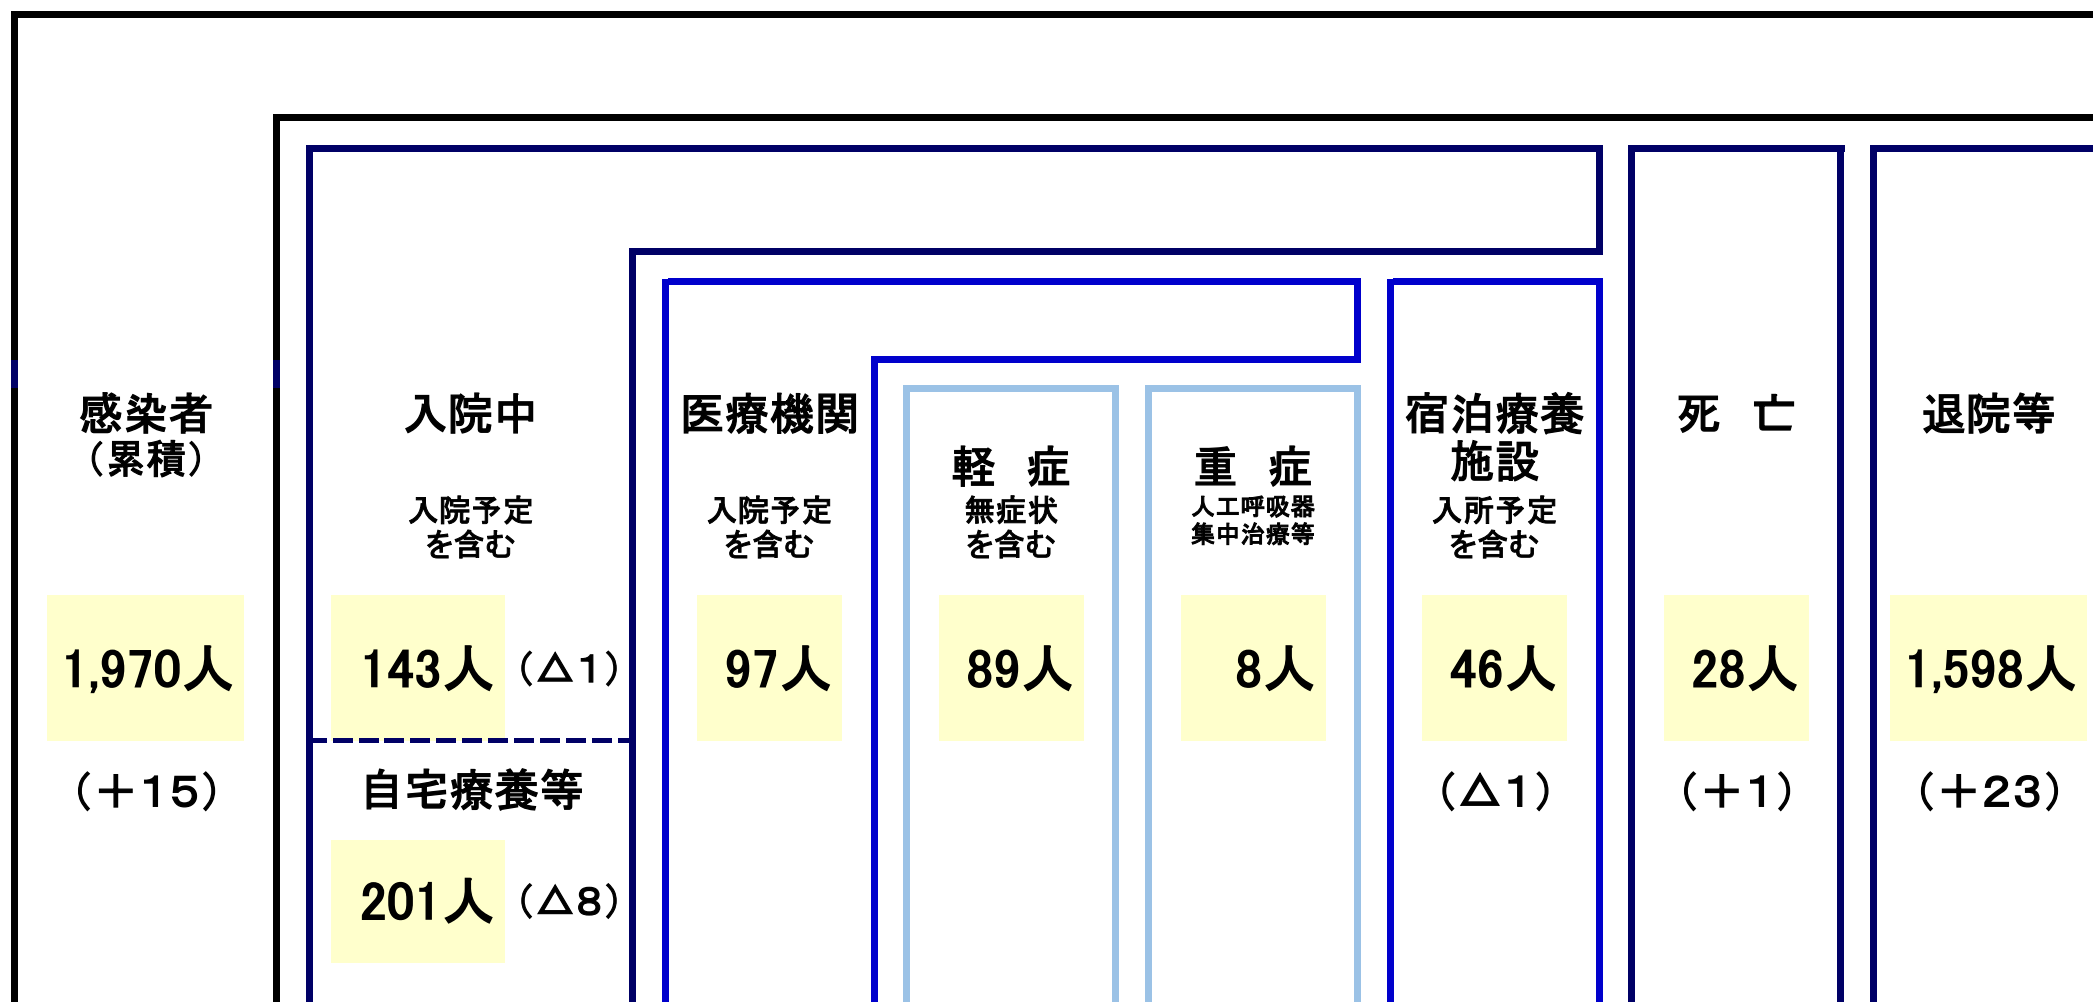 感染者
（累積）
1,970人
（＋15）
入院中
入院予定
を含む
143人（△1）
自宅療養等
201人（△8）
医療機関
入院予定
を含む
97人
軽　症
無症状
を含む
89人
重　症
人工呼吸器
集中治療等
8人
宿泊療養
施設
入所予定
を含む
46人
（△1）
死　亡
28人
（＋1）
退院等
1,598人
（＋23）